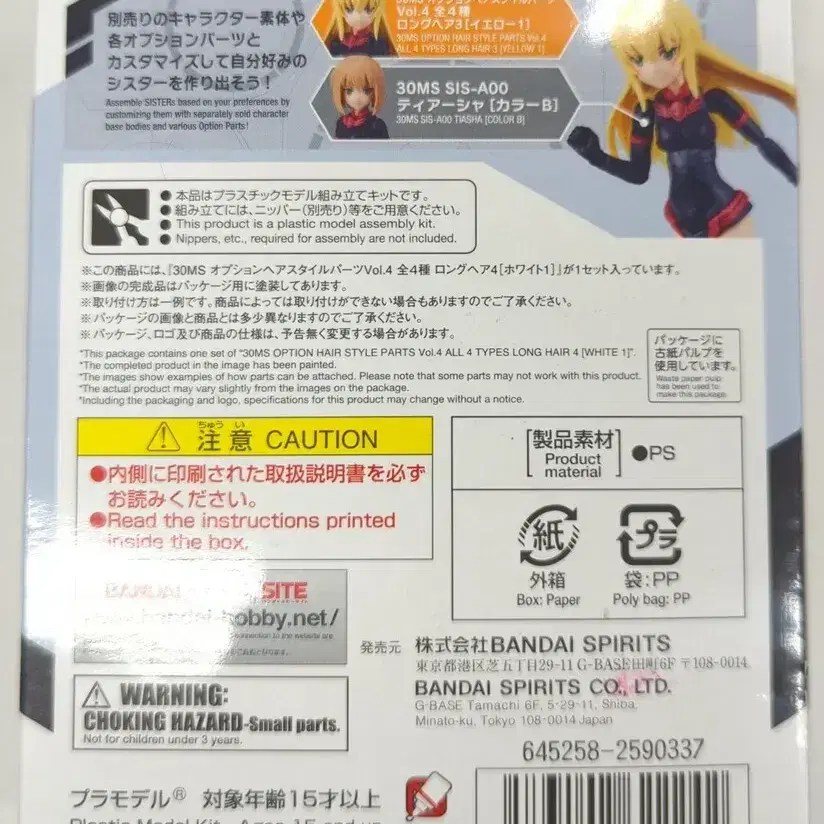 別売りのキャラクター素体や
各オプションパーツと
カスタマイズして自分好みの
シスターを作り出そう!
Assemble SISTERs based on your preferences by
customizing them with separately sold character
base bodies and various Option Parts!
Vol.4 全4種
ロングヘア3[イエロー1]
30MS OPTION HAIR STYLE PARTS Vol.4
ALL 4 TYPES LONG HAIR 3 [YELLOW 1]
30MS SIS-A00
ティアーシャ[カラーB]
30MS SIS-A00 TIASHA [COLOR B]
●本品はプラスチックモデル組み立てキットです。
●組み立てには、ニッパー(別売り)等をご用意ください。
●This product is a plastic model assembly kit.
●Nippers, etc., required for assembly are not included.
※この商品には、『30MS オプションヘアスタイルパーツVol.4 全4種 ロングヘア4[ホワイト1]』が1セット入っています。
※画像の完成品はパッケージ用に塗装してあります。
※取り付け方は一例です。商品によっては取り付けができない場合もありますのでご了承ください。
※パッケージの画像と商品とは多少異なりますのでご了承ください。
※パッケージ、ロゴ及び商品の仕様は、予告無く変更する場合があります。
*This package contains one set of "30MS OPTION HAIR STYLE PARTS Vol.4 ALL 4 TYPES LONG HAIR 4 [WHITE 1]".
*The completed product in the image has been painted.
*The images show examples of how parts can be attached. Please note that some parts may not work with this product.
*The actual product may vary slightly from the images on the package.
*Including the packaging and logo, specifications for this product may change without notice.
パッケージに
古紙パルプを
使用しています。
Waste paper pulp
has been used to
make this package.
注意 CAUTION
ちゅう い
●内側に印刷された取扱説明書を必ず
お読みください。
●Read the instructions printed
inside the box.
[製品素材] ●PS
Product
material
紙 プラ
外箱 袋:PP
Box: Paper Poly bag: PP
BANDAI SITE
bandai-hobby.net/
connection to the website are
発売元 株式会社BANDAI SPIRITS
東京都港区芝五丁目29-11 G-BASE田町6F 〒108-0014
BANDAI SPIRITS CO., LTD.
G-BASE Tamachi 6F, 5-29-11, Shiba,
Minato-ku, Tokyo 108-0014 Japan
WARNING:
CHOKING HAZARD-Small parts.
Not for children under 3 years.
645258-2590337
プラモデル® 対象年齢15才以上